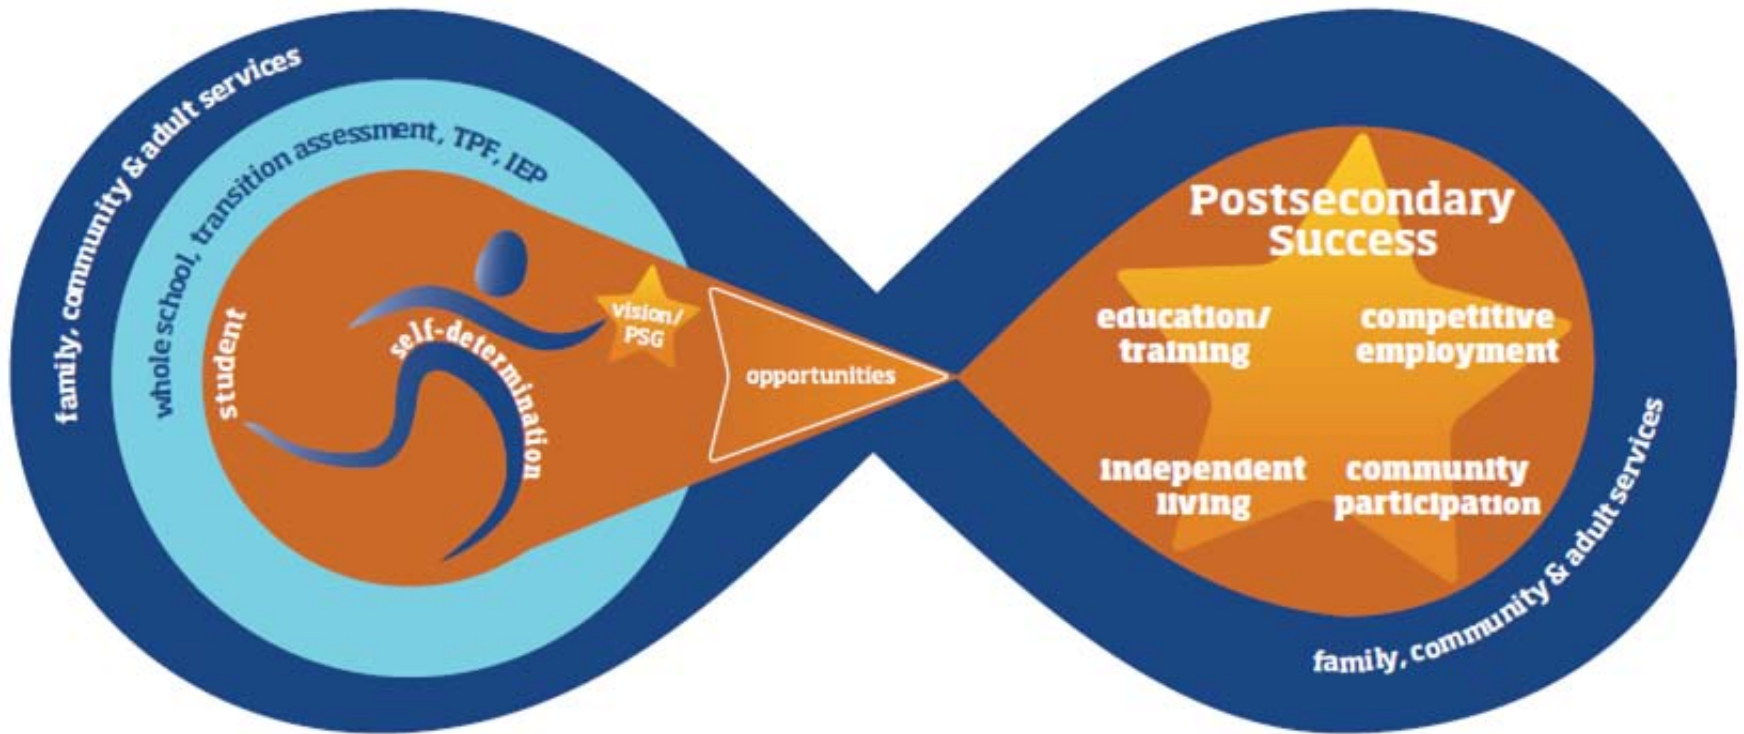 family, community & adult services
whole school, transition assessment, TPF, IEP
student
self-determination
vision/
PSG
opportunities
Postsecondary
Success
education/
training
competitive
employment
independent
living
community
participation
family, community & adult services